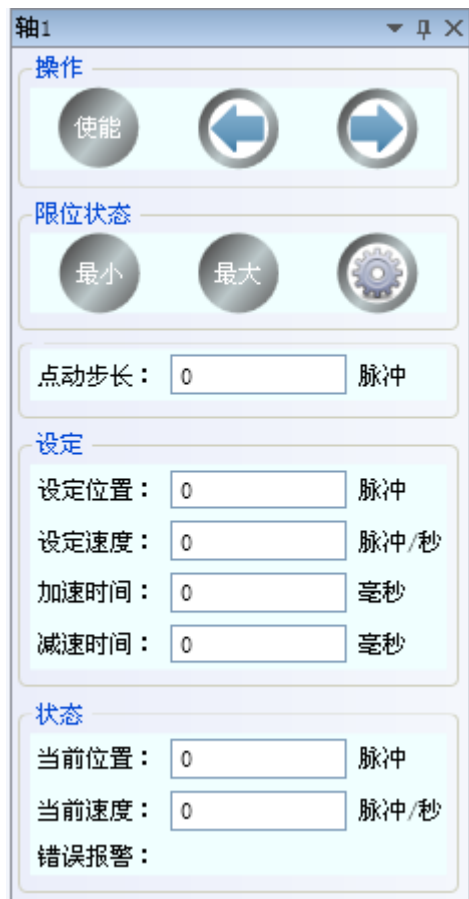 轴1
操作
使能
限位状态
最小 最大
点动步长： 0 脉冲
设定
设定位置： 0 脉冲
设定速度： 0 脉冲/秒
加速时间： 0 毫秒
减速时间： 0 毫秒
状态
当前位置： 0 脉冲
当前速度： 0 脉冲/秒
错误报警：